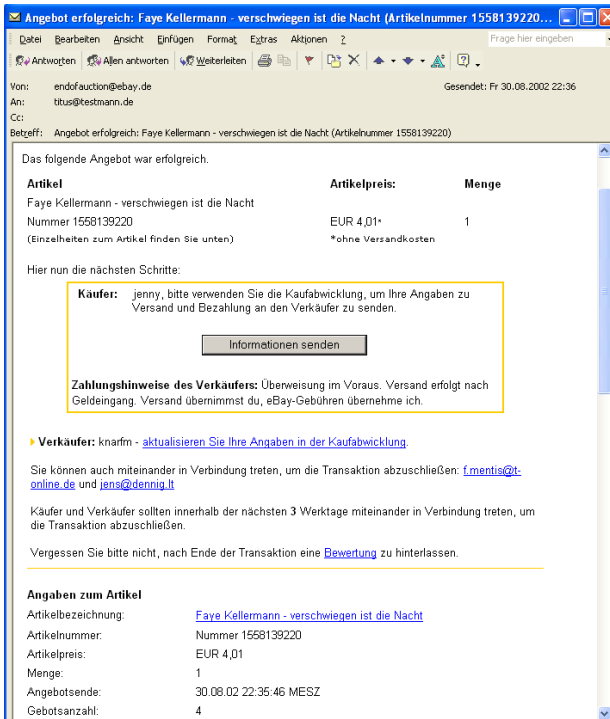 Angebot erfolgreich: Faye Kellermann - verschwiegen ist die Nacht (Artikelnummer 1558139220...
Datei Bearbeiten Ansicht Einfügen Format Extras Aktionen ? Frage hier eingeben
Antworten Allen antworten Weiterleiten
Von: endofauction@ebay.de Gesendet: Fr 30.08.2002 22:36
An: titus@testmann.de
Cc:
Betreff: Angebot erfolgreich: Faye Kellermann - verschwiegen ist die Nacht (Artikelnummer 1558139220)
Das folgende Angebot war erfolgreich.
Artikel Artikelpreis: Menge
Faye Kellermann - verschwiegen ist die Nacht
Nummer 1558139220 EUR 4,01* 1
(Einzelheiten zum Artikel finden Sie unten) *ohne Versandkosten
Hier nun die nächsten Schritte:
Käufer: jenny, bitte verwenden Sie die Kaufabwicklung, um Ihre Angaben zu
Versand und Bezahlung an den Verkäufer zu senden.
Informationen senden
Zahlungshinweise des Verkäufers: Überweisung im Voraus. Versand erfolgt nach
Geldeingang. Versand übernimmst du, eBay-Gebühren übernehme ich.
Verkäufer: knarfm - aktualisieren Sie Ihre Angaben in der Kaufabwicklung.
Sie können auch miteinander in Verbindung treten, um die Transaktion abzuschließen: f.mentis@t-
online.de und jens@dennig.lt
Käufer und Verkäufer sollten innerhalb der nächsten 3 Werktage miteinander in Verbindung treten, um
die Transaktion abzuschließen.
Vergessen Sie bitte nicht, nach Ende der Transaktion eine Bewertung zu hinterlassen.
Angaben zum Artikel
Artikelbezeichnung: Faye Kellermann - verschwiegen ist die Nacht
Artikelnummer: Nummer 1558139220
Artikelpreis: EUR 4,01
Menge: 1
Angebotsende: 30.08.02 22:35:46 MESZ
Gebotsanzahl: 4